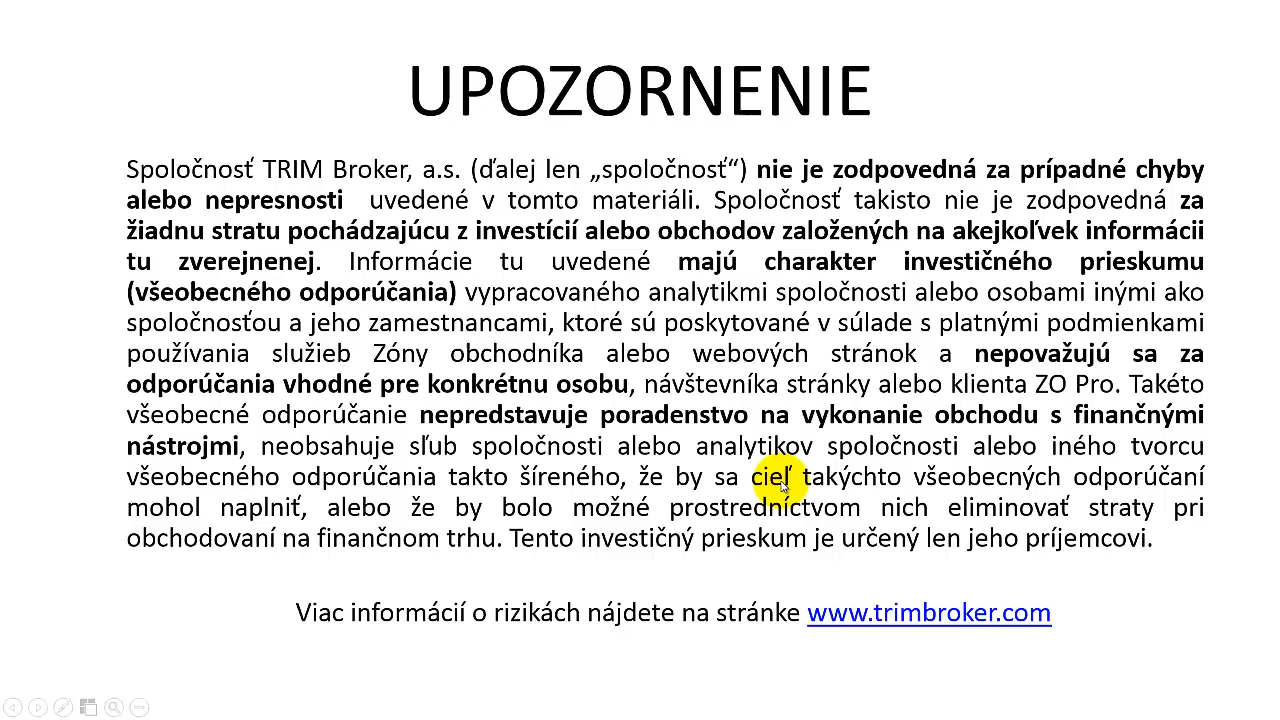 UPOZORNENIE
Spoločnosť TRIM Broker, a.s. (ďalej len „spoločnosť“) nie je zodpovedná za prípadné chyby
alebo nepresnosti uvedené v tomto materiáli. Spoločnosť takisto nie je zodpovedná za
žiadnu stratu pochádzajúcu z investícií alebo obchodov založených na akejkoľvek informácii
tu zverejnenej. Informácie tu uvedené majú charakter investičného prieskumu
(všeobecného odporúčania) vypracovaného analytikmi spoločnosti alebo osobami inými ako
spoločnosťou a jeho zamestnancami, ktoré sú poskytované v súlade s platnými podmienkami
používania služieb Zóny obchodníka alebo webových stránok a nepovažujú sa za
odporúčania vhodné pre konkrétnu osobu, návštevníka stránky alebo klienta ZO Pro. Takéto
všeobecné odporúčanie nepredstavuje poradenstvo na vykonanie obchodu s finančnými
nástrojmi, neobsahuje sľub spoločnosti alebo analytikov spoločnosti alebo iného tvorcu
všeobecného odporúčania takto šíreného, že by sa cieľ takýchto všeobecných odporúčaní
mohol naplniť, alebo že by bolo možné prostredníctvom nich eliminovať straty pri
obchodovaní na finančnom trhu. Tento investičný prieskum je určený len jeho príjemcovi.
Viac informácií o rizikách nájdete na stránke www.trimbroker.com